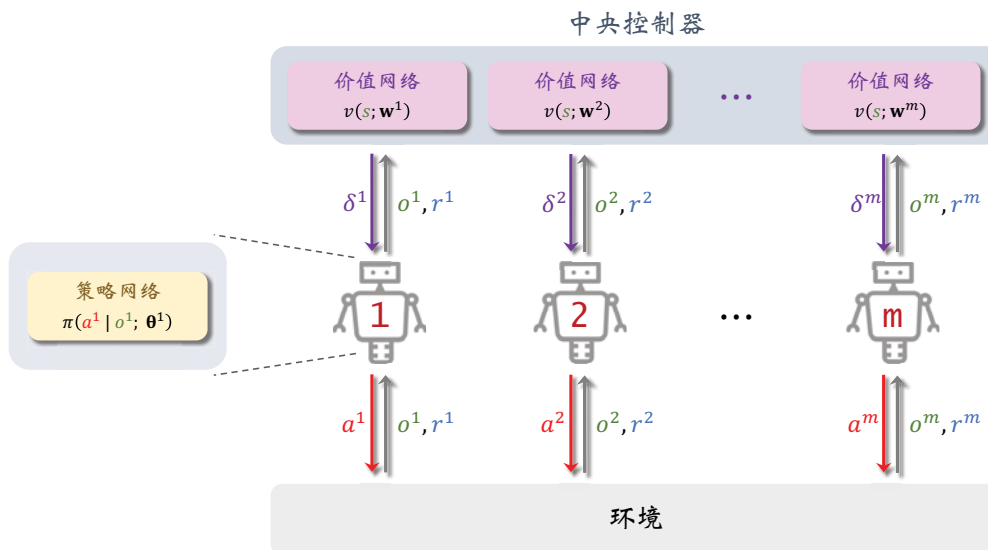 中央控制器
价值网络 价值网络 ... 价值网络
v(s; w¹) v(s; w²) v(s; wᵐ)
δ¹ o¹, r¹ δ² o², r² δᵐ oᵐ, rᵐ
策略网络
π(a¹ | o¹; θ¹)
1 2 ... m
a¹ o¹, r¹ a² o², r² aᵐ oᵐ, rᵐ
环境